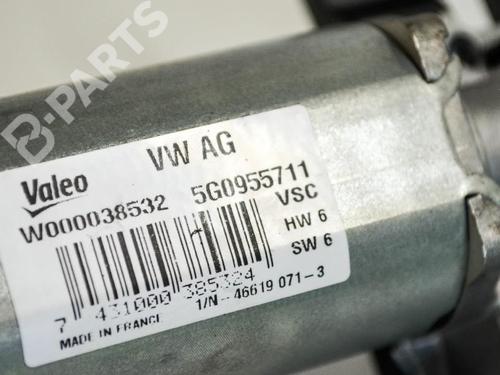 B-PARTS
Valeo
VW AG
W000038532 5G0955711
VSC
HW 6
SW 6
7 431000 385324
1/N - 46619 071-3
MADE IN FRANCE